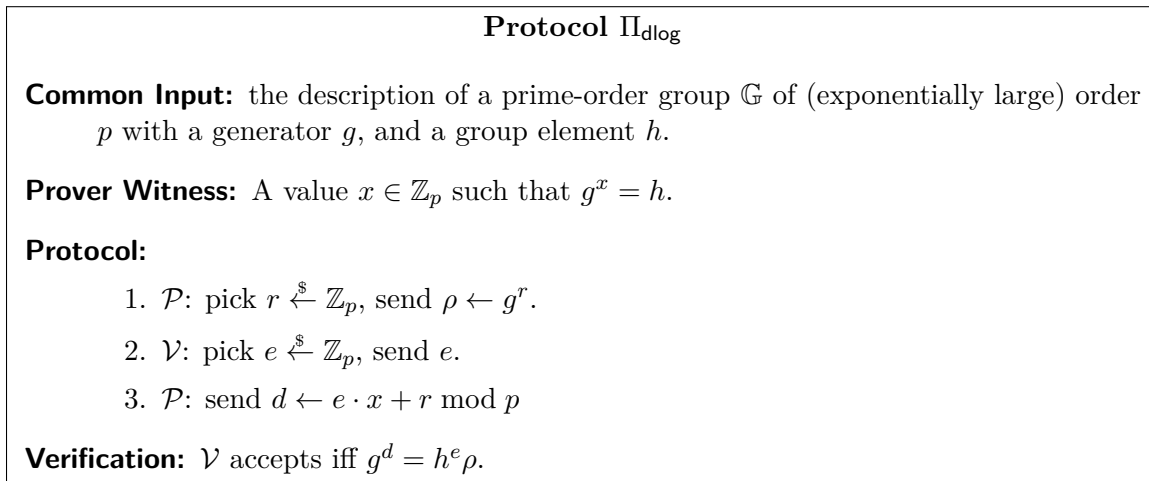 Protocol Π_dlog
Common Input: the description of a prime-order group 𝔾 of (exponentially large) order
p with a generator g, and a group element h.
Prover Witness: A value x ∈ ℤ_p such that g^x = h.
Protocol:
1. 𝒫: pick r ←$ ℤ_p, send ρ ← g^r.
2. 𝒱: pick e ←$ ℤ_p, send e.
3. 𝒫: send d ← e · x + r mod p
Verification: 𝒱 accepts iff g^d = h^e ρ.